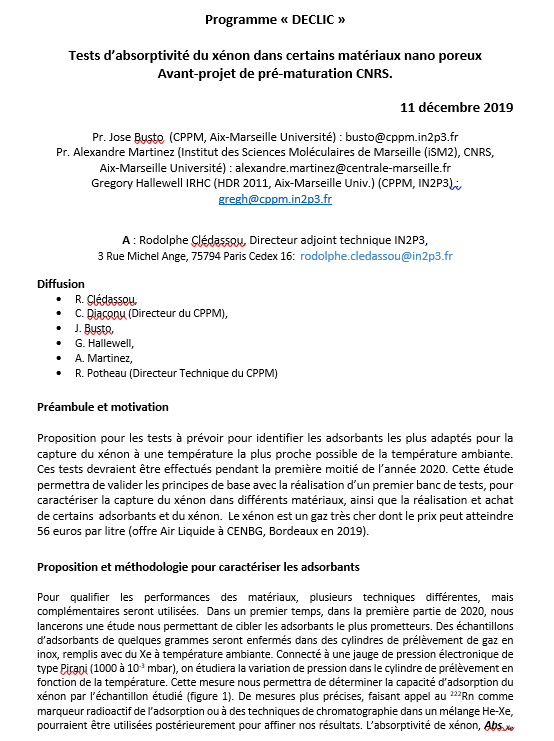 Programme « DECLIC »
Tests d’absorptivité du xénon dans certains matériaux nano poreux
Avant-projet de pré-maturation CNRS.
11 décembre 2019
Pr. Jose Busto (CPPM, Aix-Marseille Université) : busto@cppm.in2p3.fr
Pr. Alexandre Martinez (Institut des Sciences Moléculaires de Marseille (iSM2), CNRS,
Aix-Marseille Université) : alexandre.martinez@centrale-marseille.fr
Gregory Hallewell IRHC (HDR 2011, Aix-Marseille Univ.) (CPPM, IN2P3) :
gregh@cppm.in2p3.fr
A : Rodolphe Clédassou, Directeur adjoint technique IN2P3,
3 Rue Michel Ange, 75794 Paris Cedex 16: rodolphe.cledassou@in2p3.fr
Diffusion
• R. Clédassou,
• C. Diaconu (Directeur du CPPM),
• J. Busto,
• G. Hallewell,
• A. Martinez,
• R. Potheau (Directeur Technique du CPPM)
Préambule et motivation
Proposition pour les tests à prévoir pour identifier les adsorbants les plus adaptés pour la
capture du xénon à une température la plus proche possible de la température ambiante.
Ces tests devraient être effectués pendant la première moitié de l’année 2020. Cette étude
permettra de valider les principes de base avec la réalisation d’un premier banc de tests, pour
caractériser la capture du xénon dans différents matériaux, ainsi que la réalisation et achat
de certains adsorbants et du xénon. Le xénon est un gaz très cher dont le prix peut atteindre
56 euros par litre (offre Air Liquide à CENBG, Bordeaux en 2019).
Proposition et méthodologie pour caractériser les adsorbants
Pour qualifier les performances des matériaux, plusieurs techniques différentes, mais
complémentaires seront utilisées. Dans un premier temps, dans la première partie de 2020, nous
lancerons une étude nous permettant de cibler les adsorbants le plus prometteurs. Des échantillons
d’adsorbants de quelques grammes seront enfermés dans des cylindres de prélèvement de gaz en
inox, remplis avec du Xe à température ambiante. Connecté à une jauge de pression électronique de
type Pirani (1000 à 10⁻³ mbar), on étudiera la variation de pression dans le cylindre de prélèvement en
fonction de la température. Cette mesure nous permettra de déterminer la capacité d’adsorption du
xénon par l’échantillon étudié (figure 1). De mesures plus précises, faisant appel au ²²²Rn comme
marqueur radioactif de l’adsorption ou à des techniques de chromatographie dans un mélange He-Xe,
pourraient être utilisées postérieurement pour affiner nos résultats. L’absorptivité de xénon, Abs Xe